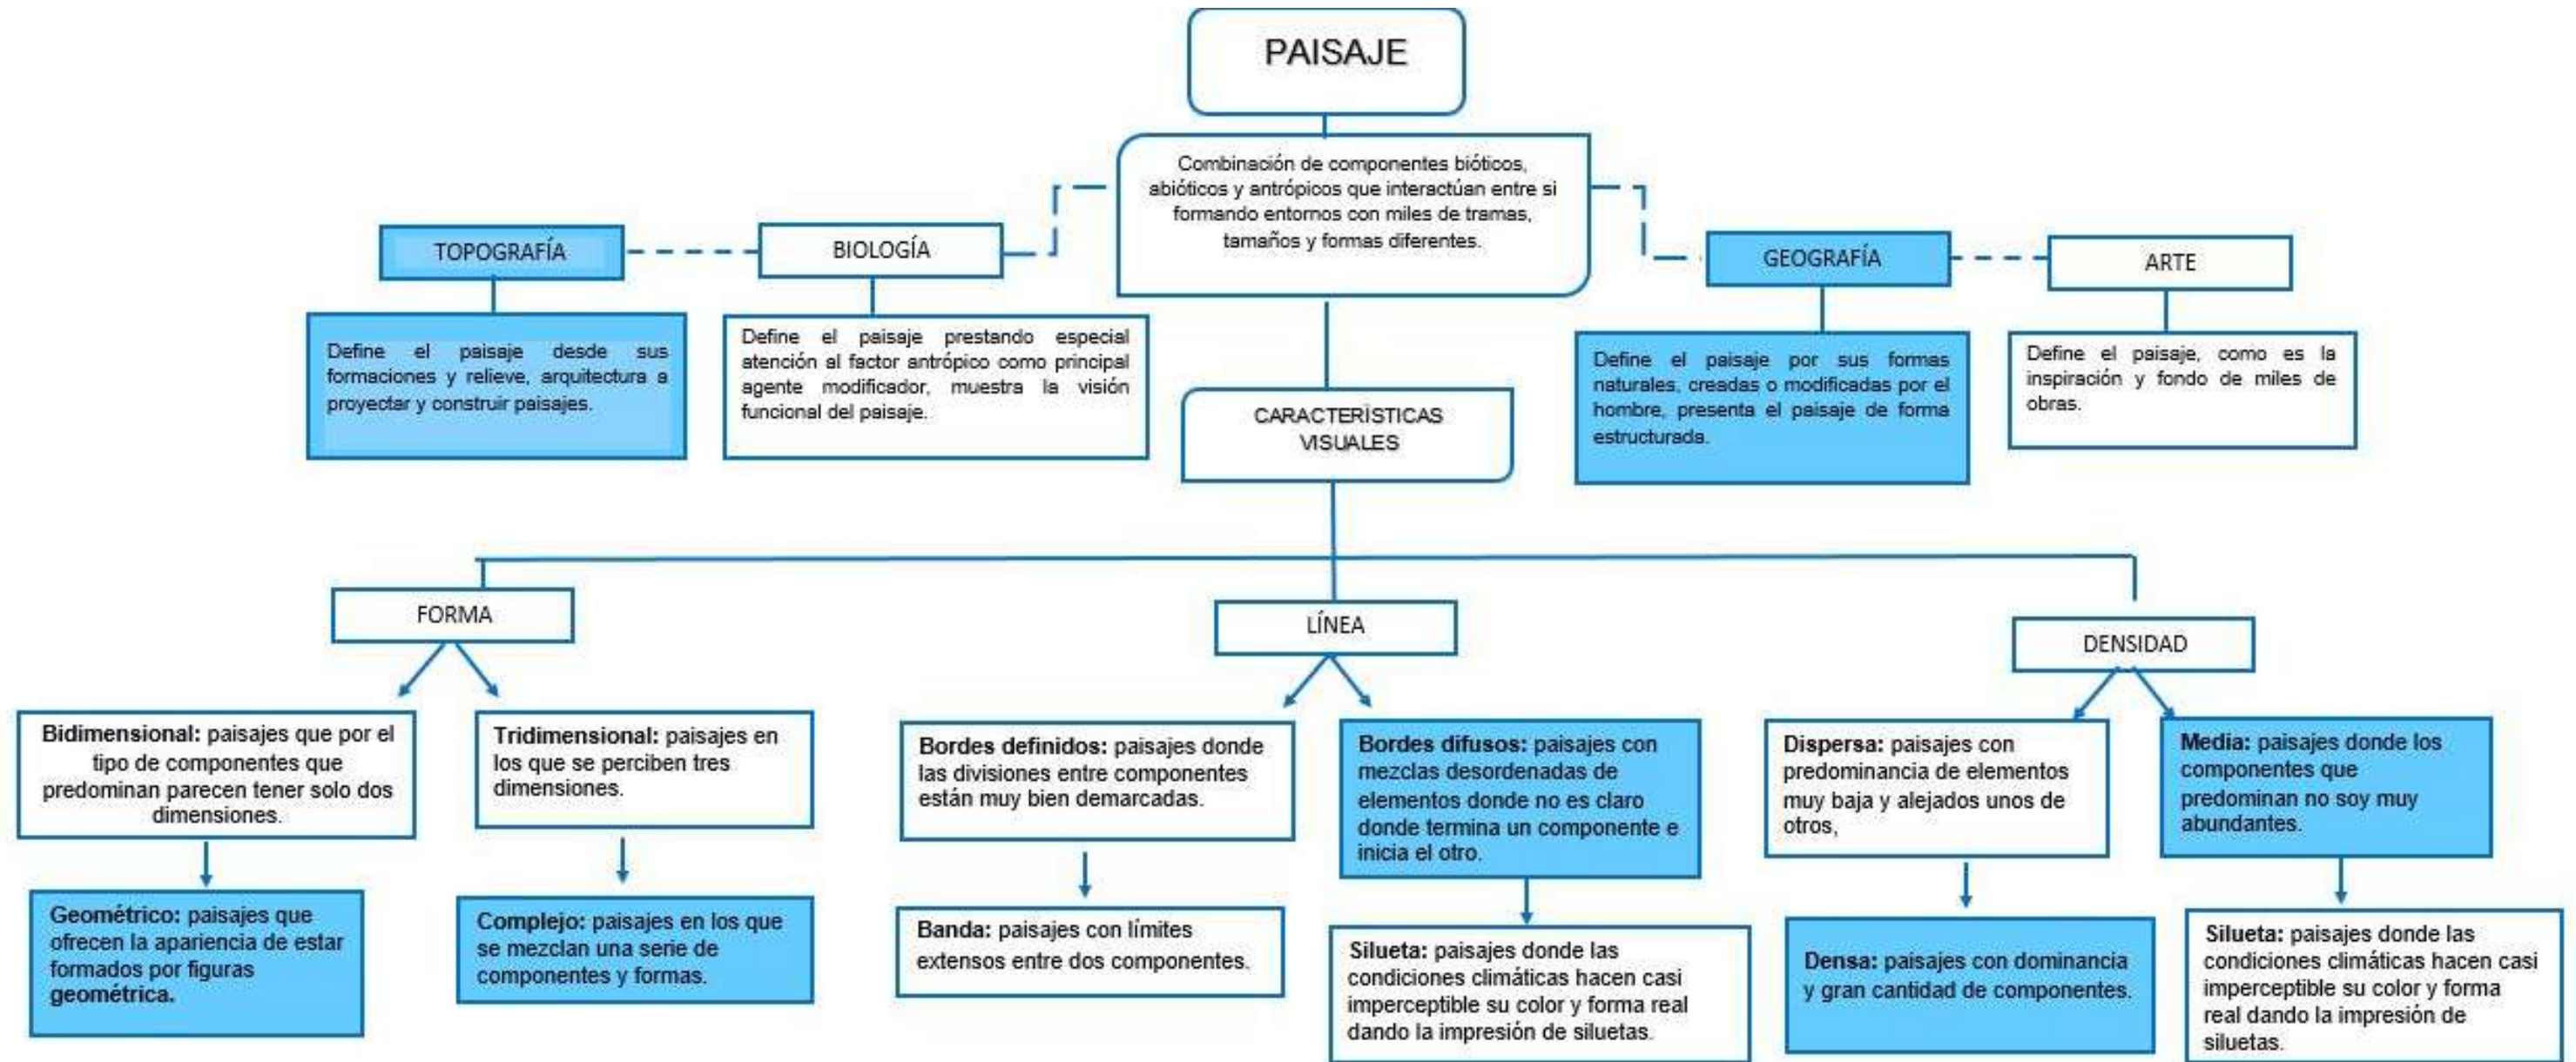 PAISAJE
Combinación de componentes bióticos,
abióticos y antrópicos que interactúan entre si
formando entornos con miles de tramas,
tamaños y formas diferentes.
TOPOGRAFÍA
Define el paisaje desde sus
formaciones y relieve, arquitectura a
proyectar y construir paisajes.
BIOLOGÍA
Define el paisaje prestando especial
atención al factor antrópico como principal
agente modificador, muestra la visión
funcional del paisaje.
GEOGRAFÍA
Define el paisaje por sus formas
naturales, creadas o modificadas por el
hombre, presenta el paisaje de forma
estructurada.
ARTE
Define el paisaje, como es la
inspiración y fondo de miles de
obras.
CARACTERÍSTICAS
VISUALES
FORMA
Bidimensional: paisajes que por el
tipo de componentes que
predominan parecen tener solo dos
dimensiones.
Geométrico: paisajes que
ofrecen la apariencia de estar
formados por figuras
geométrica.
Tridimensional: paisajes en
los que se perciben tres
dimensiones.
Complejo: paisajes en los que
se mezclan una serie de
componentes y formas.
LÍNEA
Bordes definidos: paisajes donde
las divisiones entre componentes
están muy bien demarcadas.
Banda: paisajes con límites
extensos entre dos componentes.
Bordes difusos: paisajes con
mezclas desordenadas de
elementos donde no es claro
donde termina un componente e
inicia el otro.
Silueta: paisajes donde las
condiciones climáticas hacen casi
imperceptible su color y forma real
dando la impresión de siluetas.
DENSIDAD
Dispersa: paisajes con
predominancia de elementos
muy baja y alejados unos de
otros,
Densa: paisajes con dominancia
y gran cantidad de componentes.
Media: paisajes donde los
componentes que
predominan no soy muy
abundantes.
Silueta: paisajes donde las
condiciones climáticas hacen casi
imperceptible su color y forma
real dando la impresión de
siluetas.